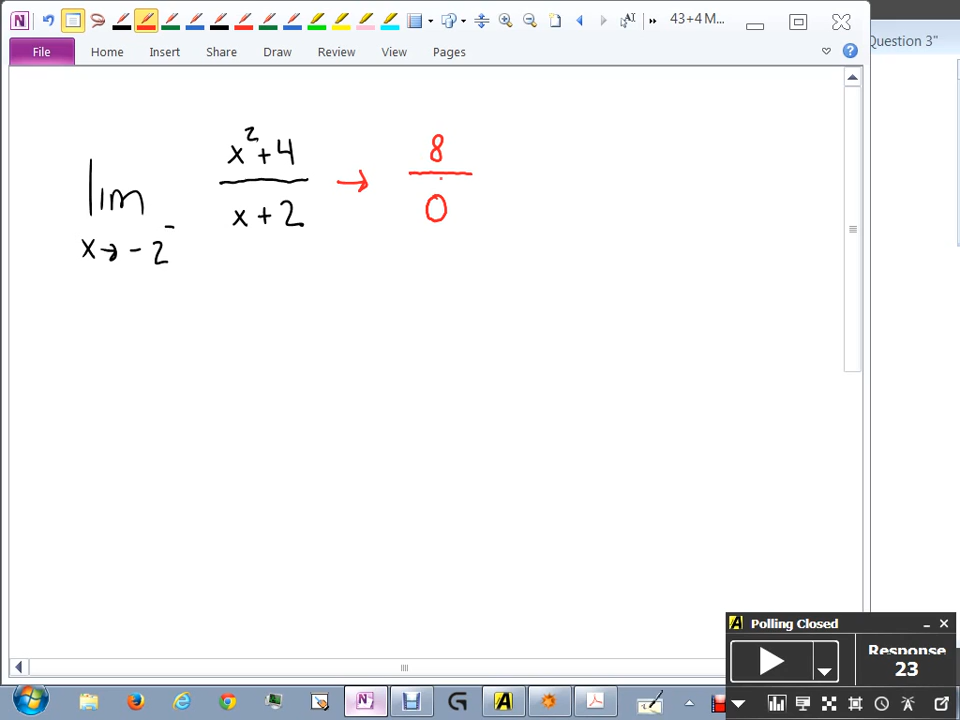 43+4 M...
Question 3"
File Home Insert Share Draw Review View Pages
lim x²+4 → 8
x+2 0
x→-2⁻
Polling Closed
Response
23